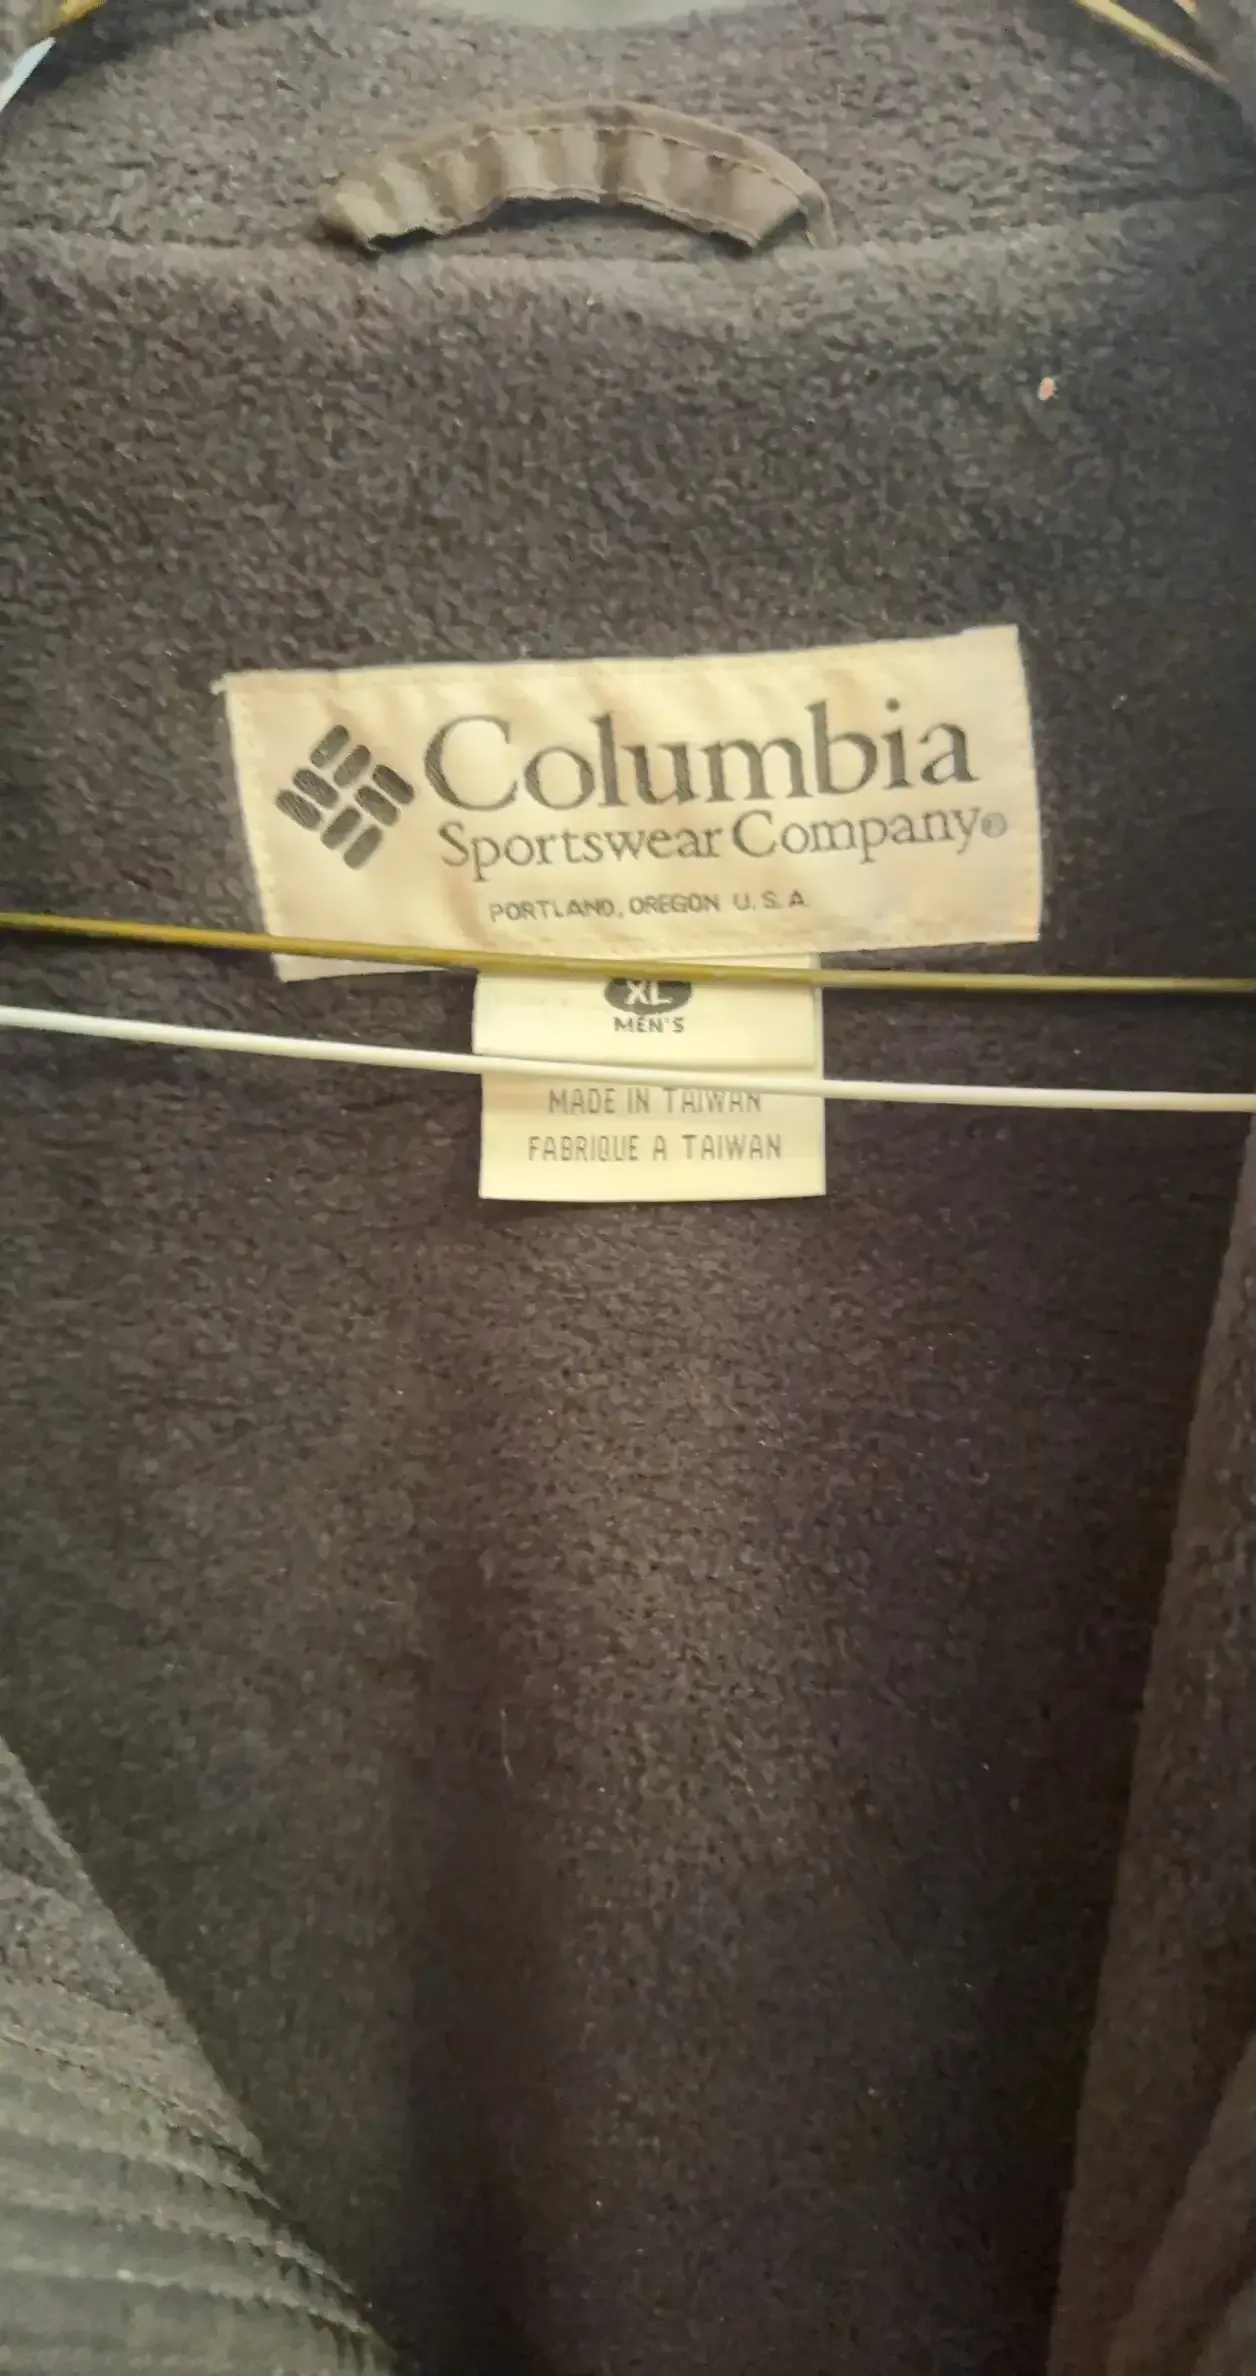 Columbia
Sportswear Company®
PORTLAND, OREGON U.S.A.
XL
MEN'S
MADE IN TAIWAN
FABRIQUE A TAIWAN